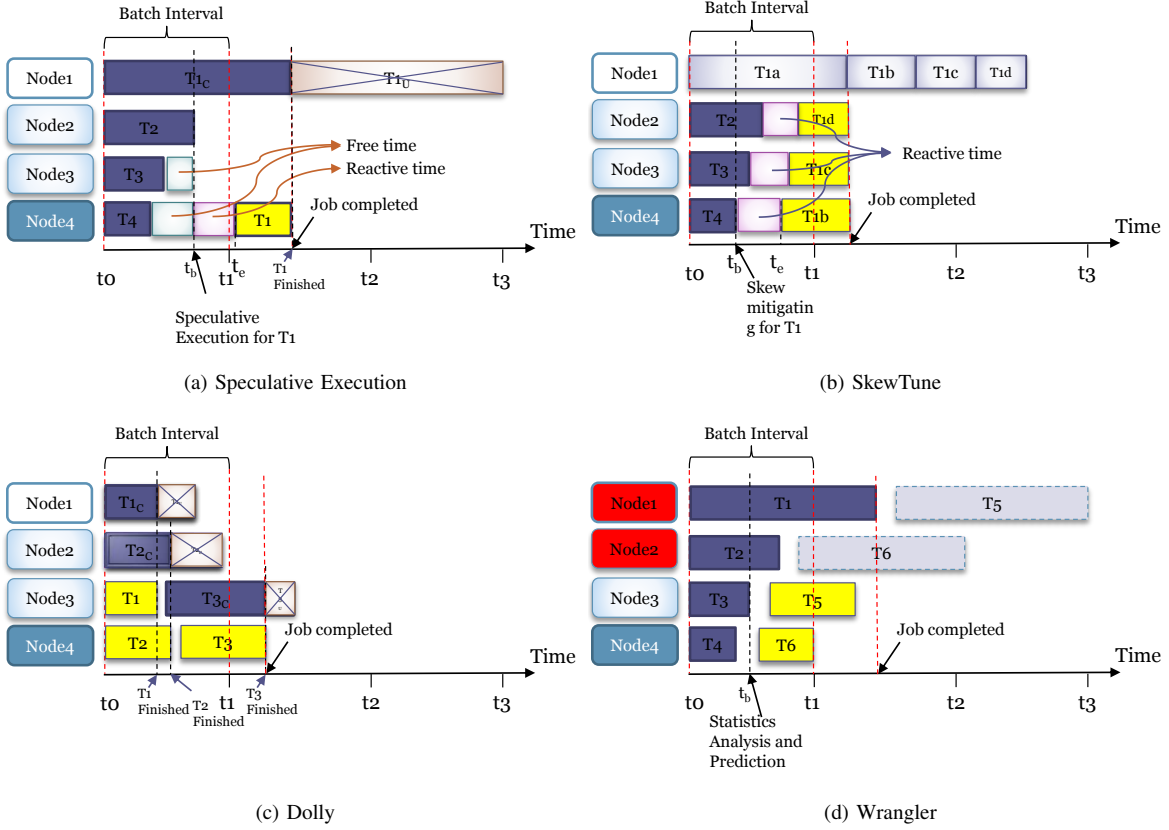 Batch Interval
Node1
T1C
T1U
Node2
T2
Node3
T3
Free time
Reactive time
Node4
T4
T1
Job completed
Time
t0
tb
t1
te
T1
Finished
t2
t3
Speculative
Execution for T1
(a) Speculative Execution
Batch Interval
Node1
T1a
T1b
T1c
T1d
Node2
T2
T1d
Node3
T3
T1c
Reactive time
Node4
T4
T1b
Job completed
Time
t0
tb
te
t1
t2
t3
Skew
mitigatin
g for T1
(b) SkewTune
Batch Interval
Node1
T1C
Node2
T2C
Node3
T1
T3C
Node4
T2
T3
Job completed
Time
t0
T1
Finished
T2
Finished
t1
T3
Finished
t2
t3
(c) Dolly
Batch Interval
Node1
T1
T5
Node2
T2
T6
Node3
T3
T5
Node4
T4
T6
Job completed
Time
t0
tb
t1
t2
t3
Statistics
Analysis and
Prediction
(d) Wrangler